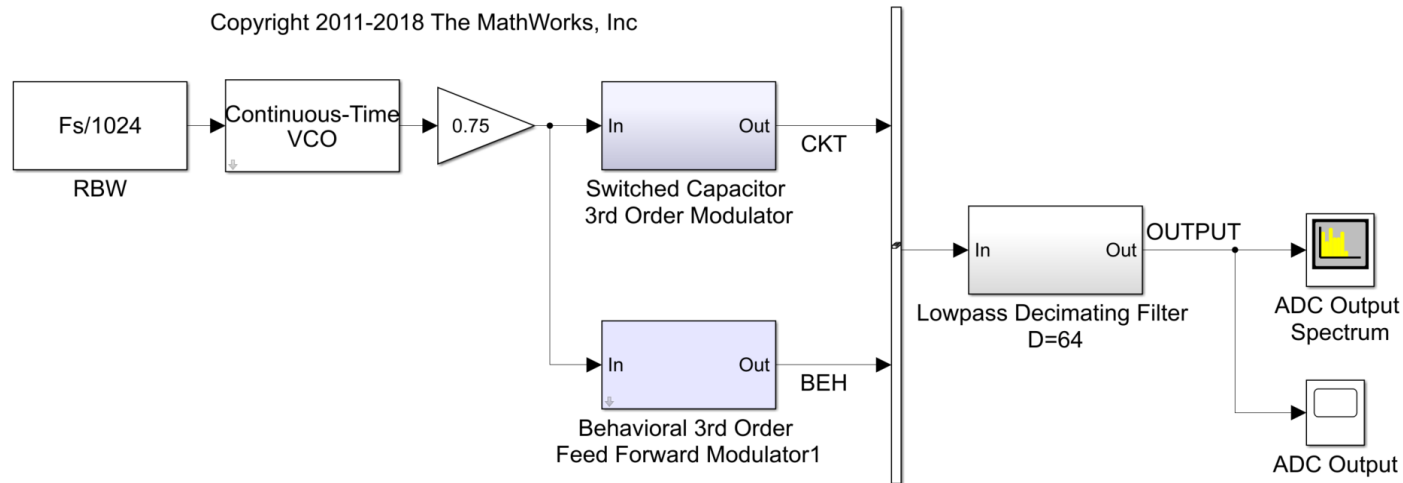 Copyright 2011-2018 The MathWorks, Inc
Fs/1024
RBW
Continuous-Time
VCO
0.75
In
Out
Switched Capacitor
3rd Order Modulator
CKT
In
Out
Behavioral 3rd Order
Feed Forward Modulator1
BEH
In
Out
Lowpass Decimating Filter
D=64
OUTPUT
ADC Output
Spectrum
ADC Output